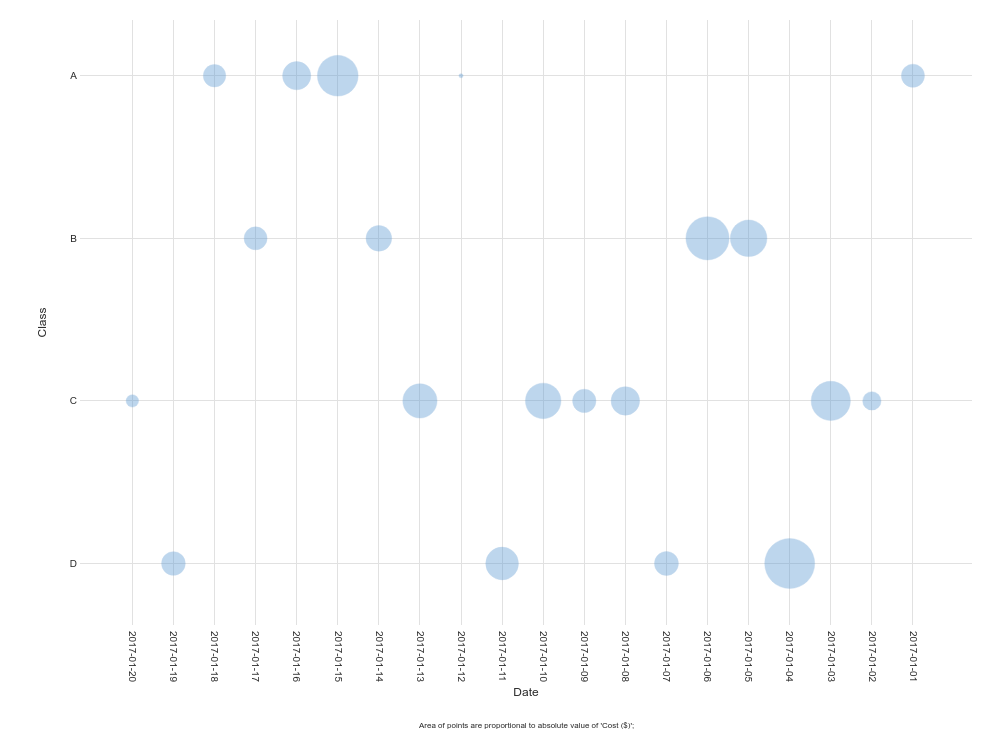 A
B
Class
C
D
2017-01-20
2017-01-19
2017-01-18
2017-01-17
2017-01-16
2017-01-15
2017-01-14
2017-01-13
2017-01-12
2017-01-11
2017-01-10
2017-01-09
2017-01-08
2017-01-07
2017-01-06
2017-01-05
2017-01-04
2017-01-03
2017-01-02
2017-01-01
Date
Area of points are proportional to absolute value of 'Cost ($)';